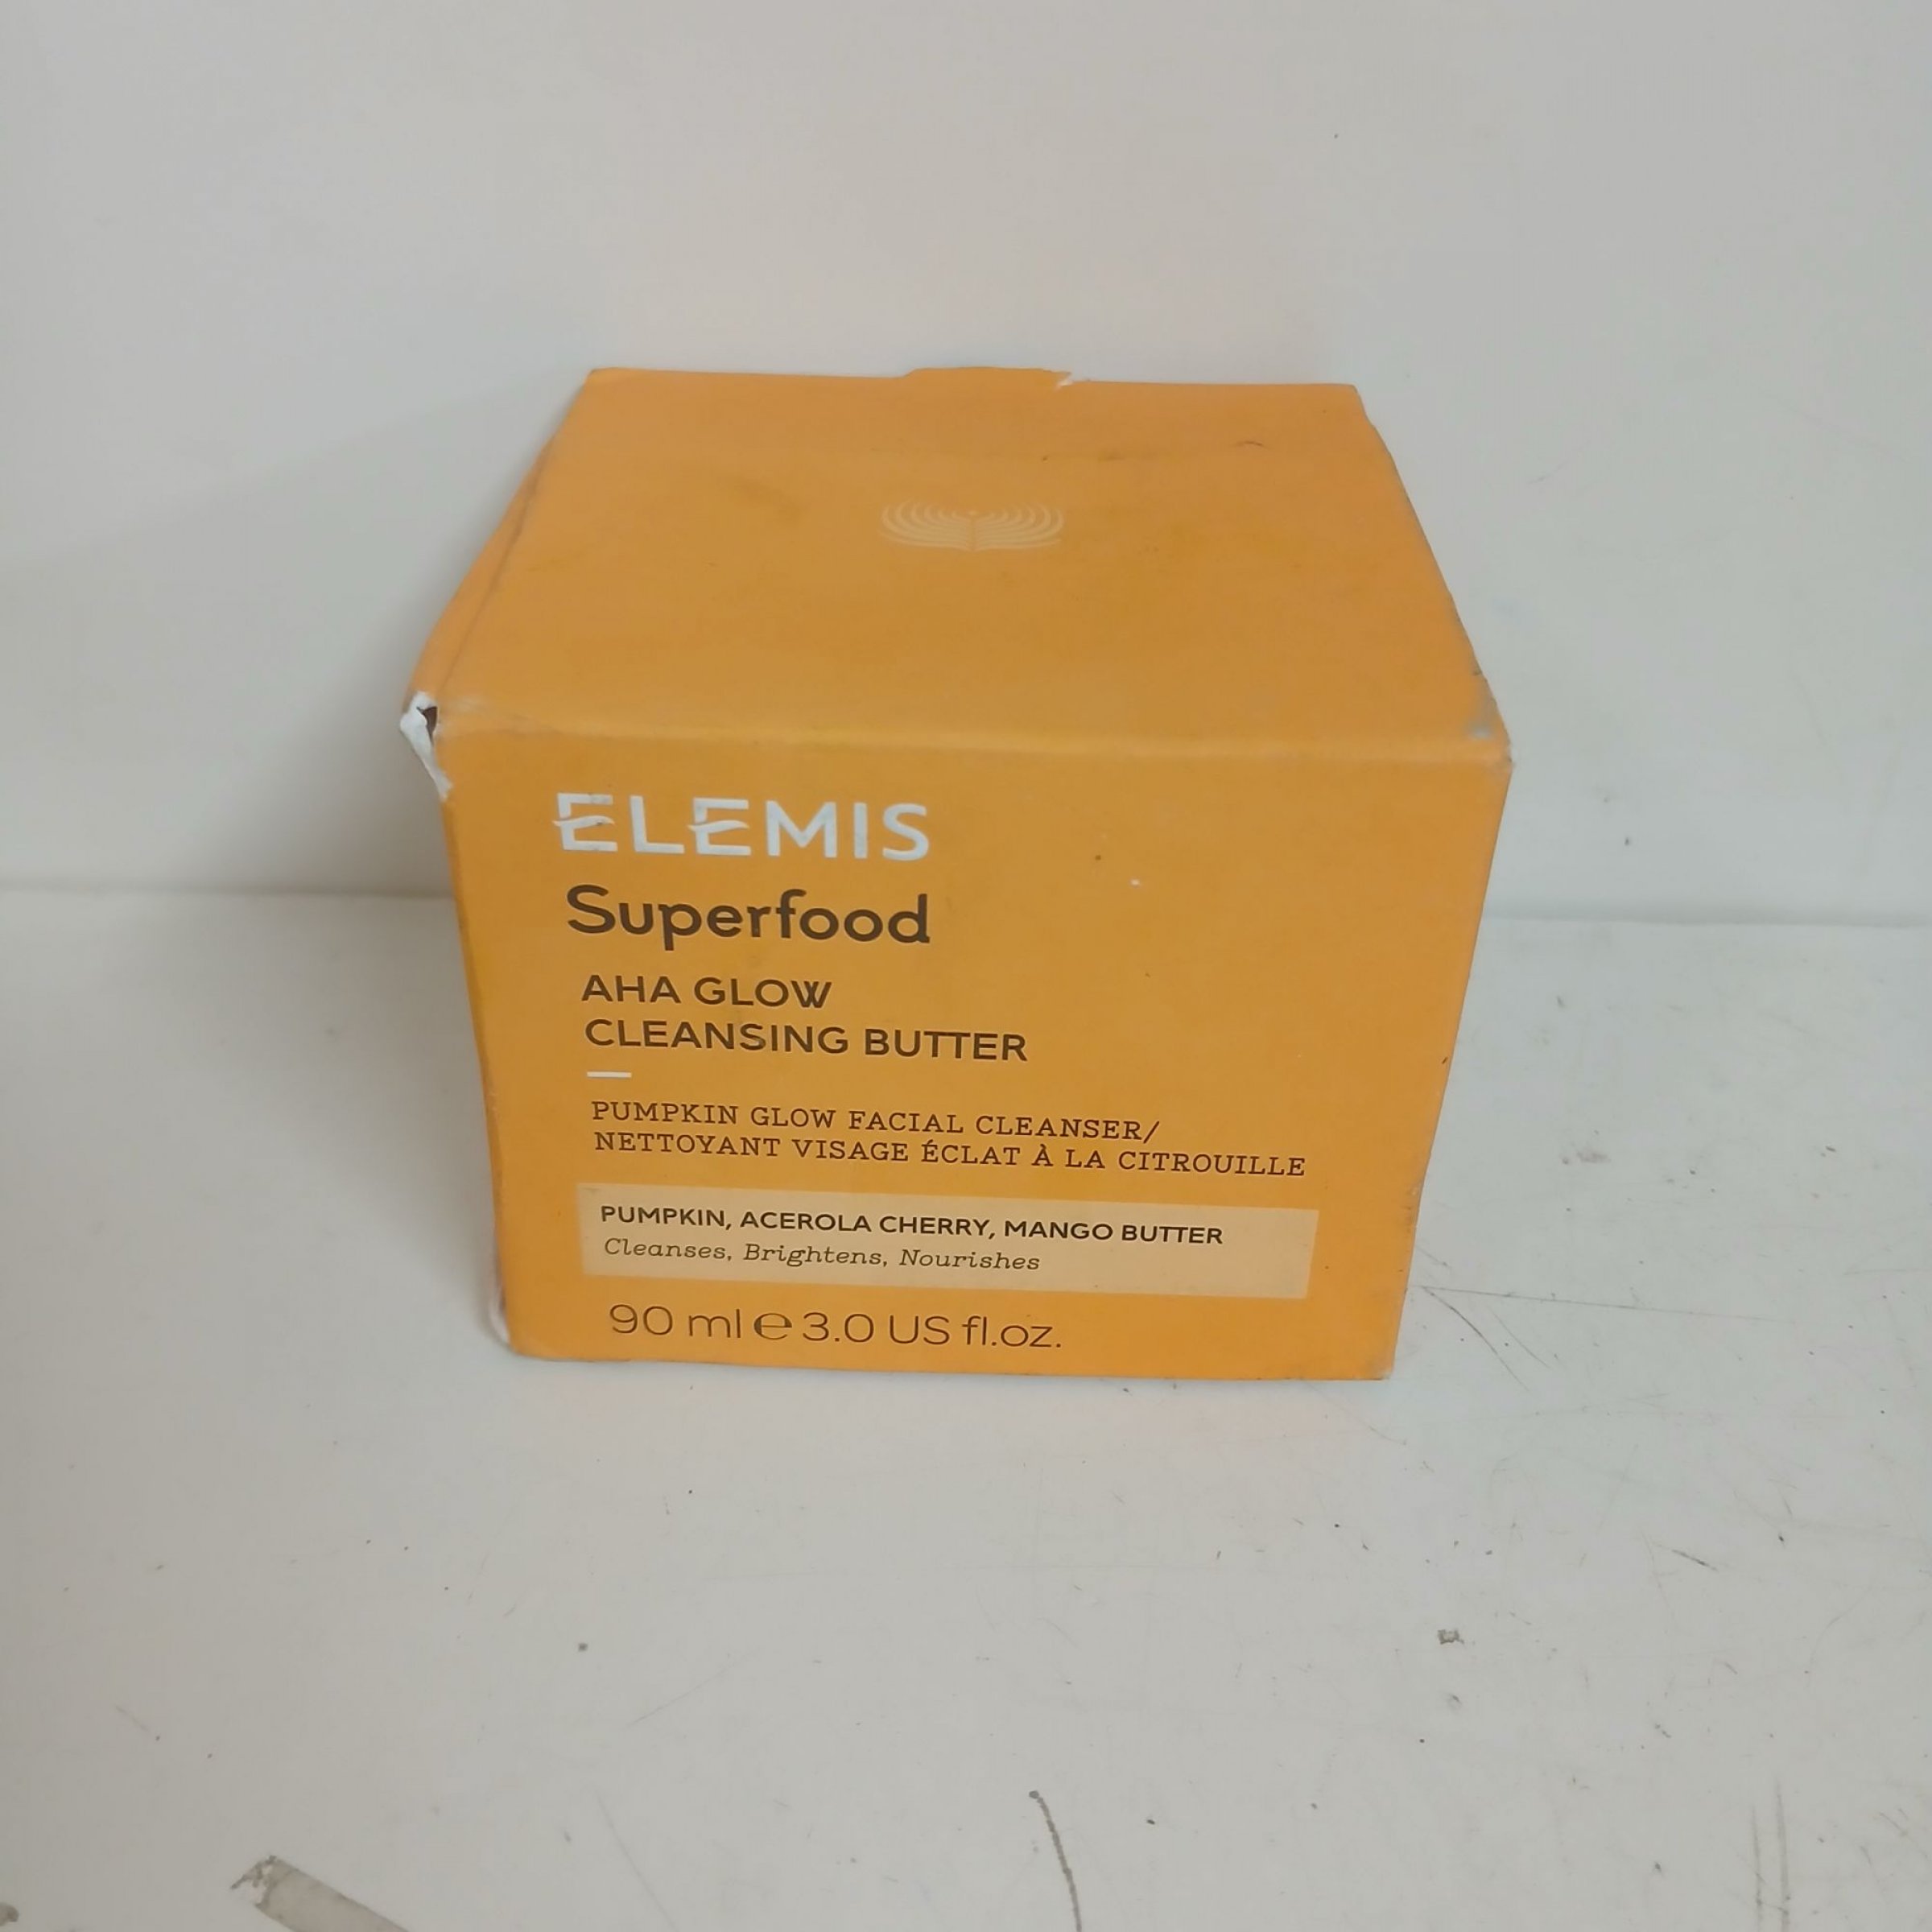 ELEMIS
Superfood
AHA GLOW
CLEANSING BUTTER
PUMPKIN GLOW FACIAL CLEANSER/
NETTOYANT VISAGE ÉCLAT À LA CITROUILLE
PUMPKIN, ACEROLA CHERRY, MANGO BUTTER
Cleanses, Brightens, Nourishes
90 ml ℮ 3.0 US fl.oz.